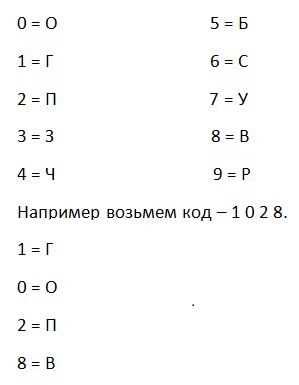 0 = О 5 = Б
1 = Г 6 = С
2 = П 7 = У
3 = З 8 = В
4 = Ч 9 = Р
Например возьмем код – 1 0 2 8.
1 = Г
0 = О
2 = П
8 = В